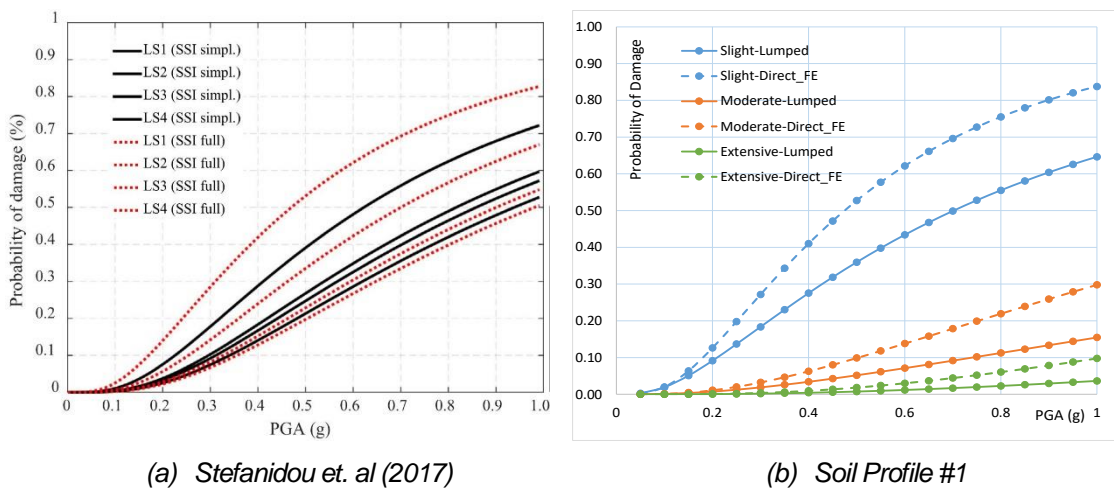 1
0.9
0.8
0.7
0.6
0.5
0.4
0.3
0.2
0.1
0
Probability of damage (%)
LS1 (SSI simpl.)
LS2 (SSI simpl.)
LS3 (SSI simpl.)
LS4 (SSI simpl.)
LS1 (SSI full)
LS2 (SSI full)
LS3 (SSI full)
LS4 (SSI full)
0 0.1 0.2 0.3 0.4 0.5 0.6 0.7 0.8 0.9 1.0
PGA (g)
(a) Stefanidou et. al (2017)
1.00
0.90
0.80
0.70
0.60
0.50
0.40
0.30
0.20
0.10
0.00
Probability of Damage
Slight-Lumped
Slight-Direct_FE
Moderate-Lumped
Moderate-Direct_FE
Extensive-Lumped
Extensive-Direct_FE
0 0.2 0.4 0.6 0.8 PGA (g) 1
(b) Soil Profile #1